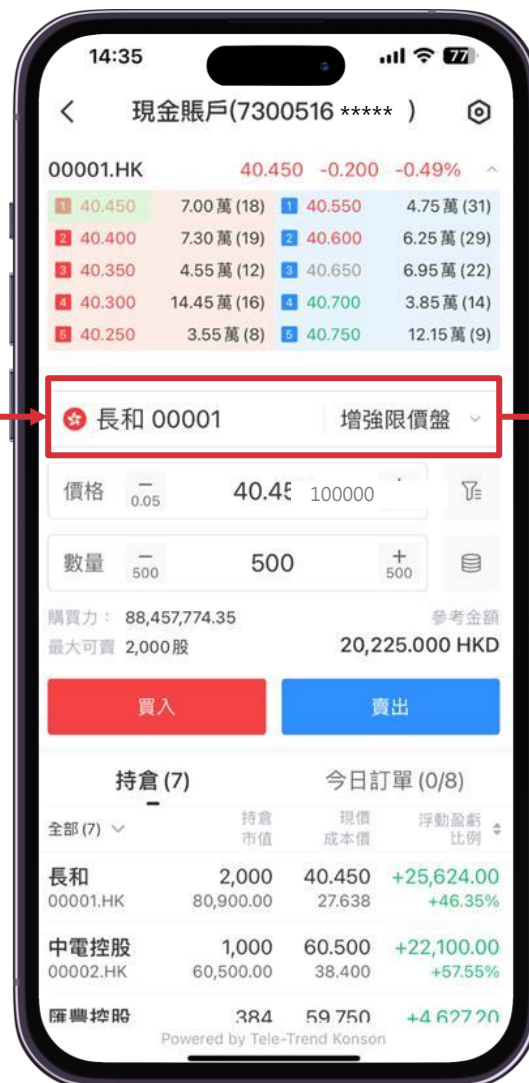 14:35 77
現金賬戶(7300516 ***** )
00001.HK 40.450 -0.200 -0.49%
1 40.450 7.00萬 (18) 1 40.550 4.75萬 (31)
2 40.400 7.30萬 (19) 2 40.600 6.25萬 (29)
3 40.350 4.55萬 (12) 3 40.650 6.95萬 (22)
4 40.300 14.45萬 (16) 4 40.700 3.85萬 (14)
5 40.250 3.55萬 (8) 5 40.750 12.15萬 (9)
長和 00001 增強限價盤
價格 − 0.05 40.45 100000
數量 − 500 500 + 500
購買力： 88,457,774.35 參考金額
最大可賣 2,000股 20,225.000 HKD
買入 賣出
持倉 (7) 今日訂單 (0/8)
全部 (7) 持倉 現價 浮動盈虧
市值 成本價 比例
長和 2,000 40.450 +25,624.00
00001.HK 80,900.00 27.638 +46.35%
中電控股 1,000 60.500 +22,100.00
00002.HK 60,500.00 38.400 +57.55%
匯豐控股 384 59.750 +4,627.20
Powered by Tele-Trend Konson